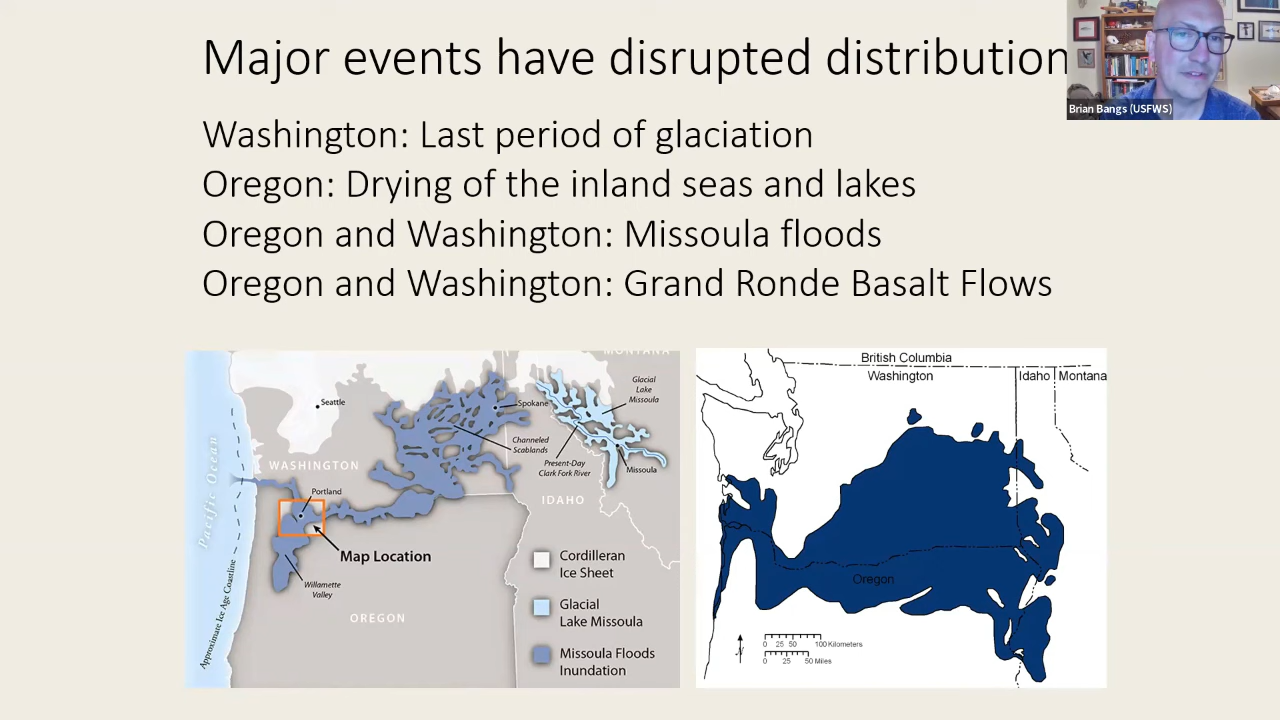 Major events have disrupted distribution
Brian Bangs (USFWS)
Washington: Last period of glaciation
Oregon: Drying of the inland seas and lakes
Oregon and Washington: Missoula floods
Oregon and Washington: Grand Ronde Basalt Flows
MONTANA
Glacial
Lake
Missoula
Seattle
Spokane
Channeled
Scablands
Present-Day
Clark Fork River
Missoula
WASHINGTON
Pacific Ocean
Portland
IDAHO
Map Location
Willamette
Valley
Approximate Ice Age Coastline
OREGON
Cordilleran
Ice Sheet
Glacial
Lake Missoula
Missoula Floods
Inundation
British Columbia
Washington
Idaho
Montana
Oregon
N
0 25 50 100 Kilometers
0 25 50 Miles